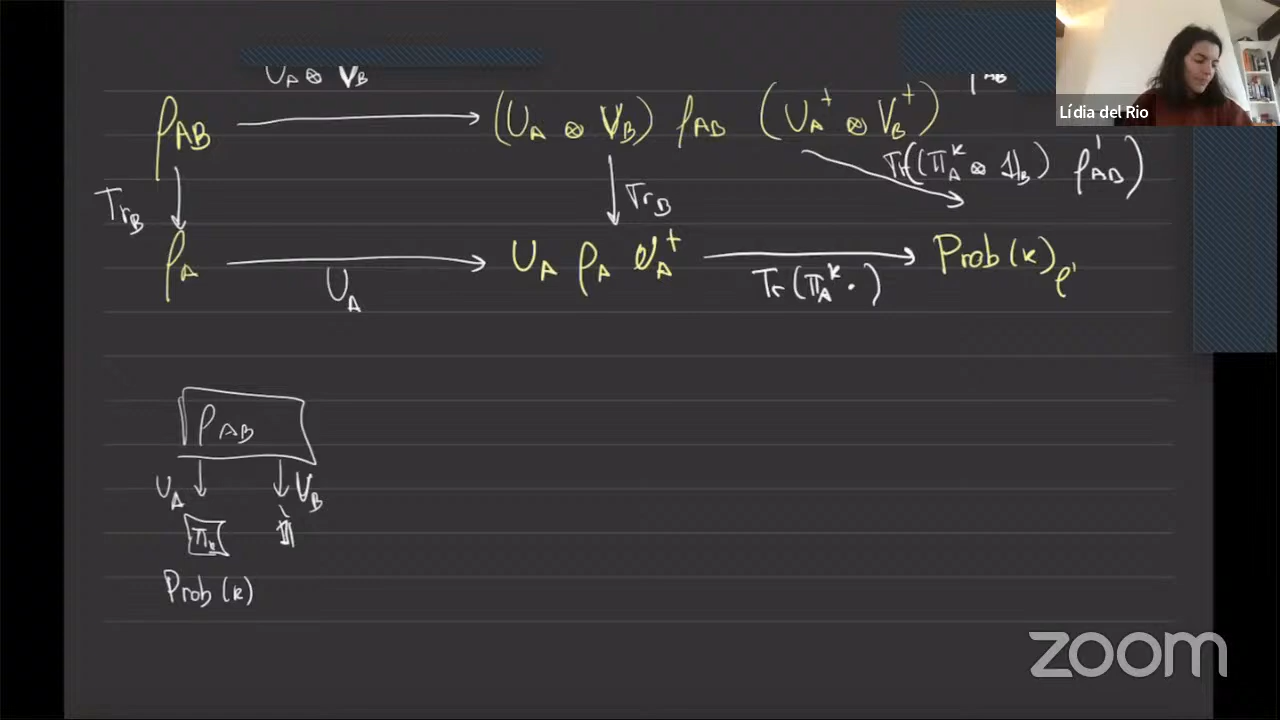 U_A ⊗ V_B
ρ_AB
Lídia del Rio
ρ_AB → (U_A ⊗ V_B) ρ_AB (U_A† ⊗ V_B†)
Tr_B ↓ ↓ Tr_B Tr((Π_A^k ⊗ 𝟙_B) ρ'_AB)
ρ_A → U_A ρ_A U_A† → Prob(k)_ρ'
U_A Tr(Π_A^k ·)
ρ_AB
U_A ↓ ↓ V_B
Π_k 𝟙
Prob(k)
zoom